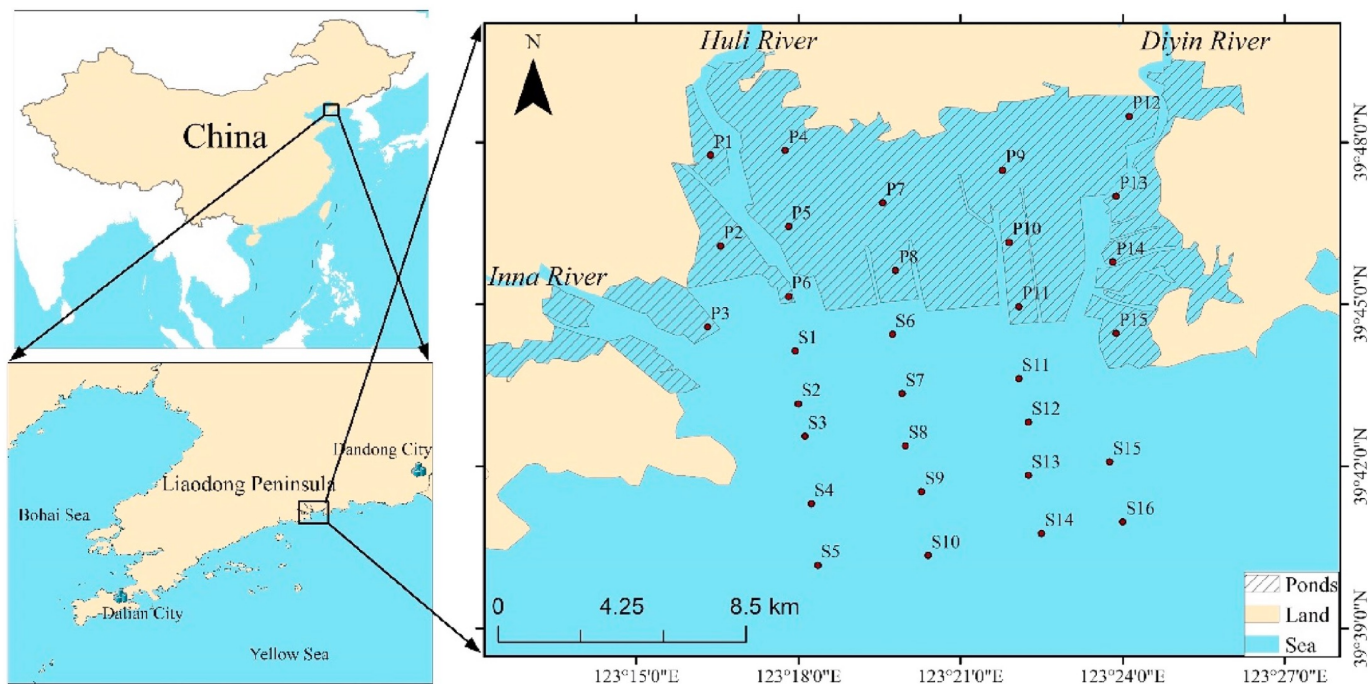 China
Dandong City
Liaodong Peninsula
Bohai Sea
Dalian City
Yellow Sea
Huli River
Diyin River
N
P12
P1
P4
P9
P13
P7
P5
P2
P10
P14
P8
Inna River
P6
P11
P3
P15
S6
S1
S11
S7
S2
S12
S3
S8
S15
S13
S9
S4
S16
S14
S10
S5
0 4.25 8.5 km
Ponds
Land
Sea
39°48'0"N
39°45'0"N
39°42'0"N
39°39'0"N
123°15'0"E 123°18'0"E 123°21'0"E 123°24'0"E 123°27'0"E